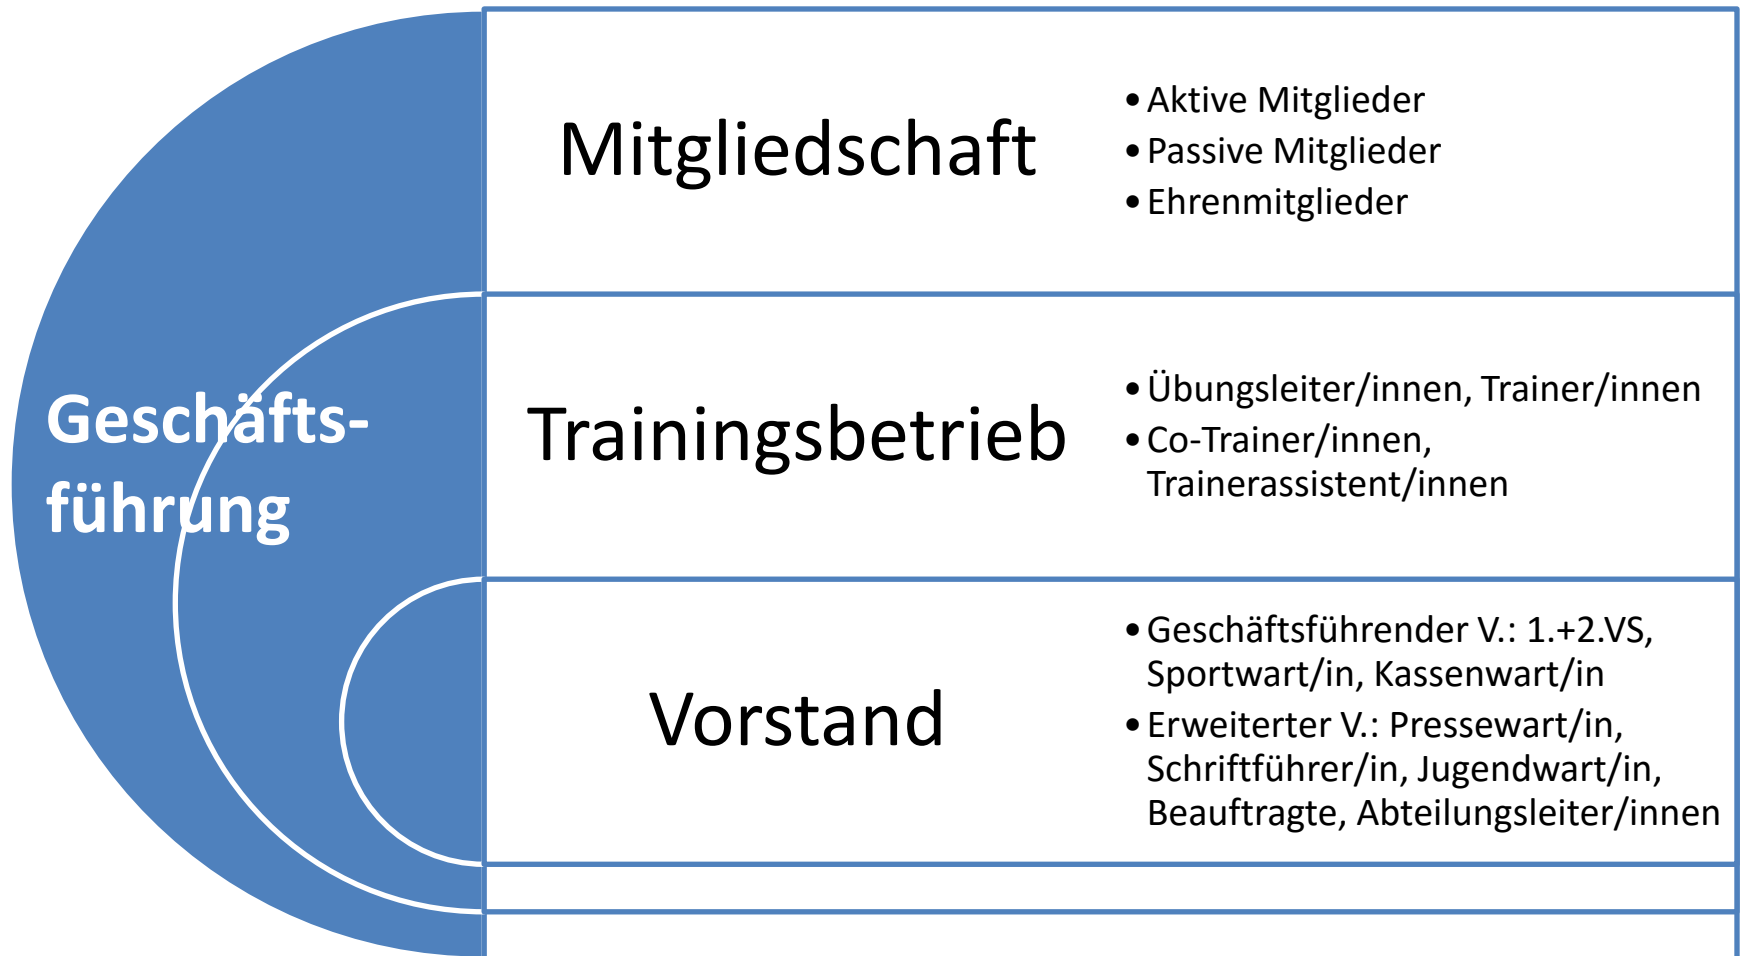 Geschäfts-
führung
Mitgliedschaft
• Aktive Mitglieder
• Passive Mitglieder
• Ehrenmitglieder
Trainingsbetrieb
• Übungsleiter/innen, Trainer/innen
• Co-Trainer/innen,
Trainerassistent/innen
Vorstand
• Geschäftsführender V.: 1.+2.VS,
Sportwart/in, Kassenwart/in
• Erweiterter V.: Pressewart/in,
Schriftführer/in, Jugendwart/in,
Beauftragte, Abteilungsleiter/innen